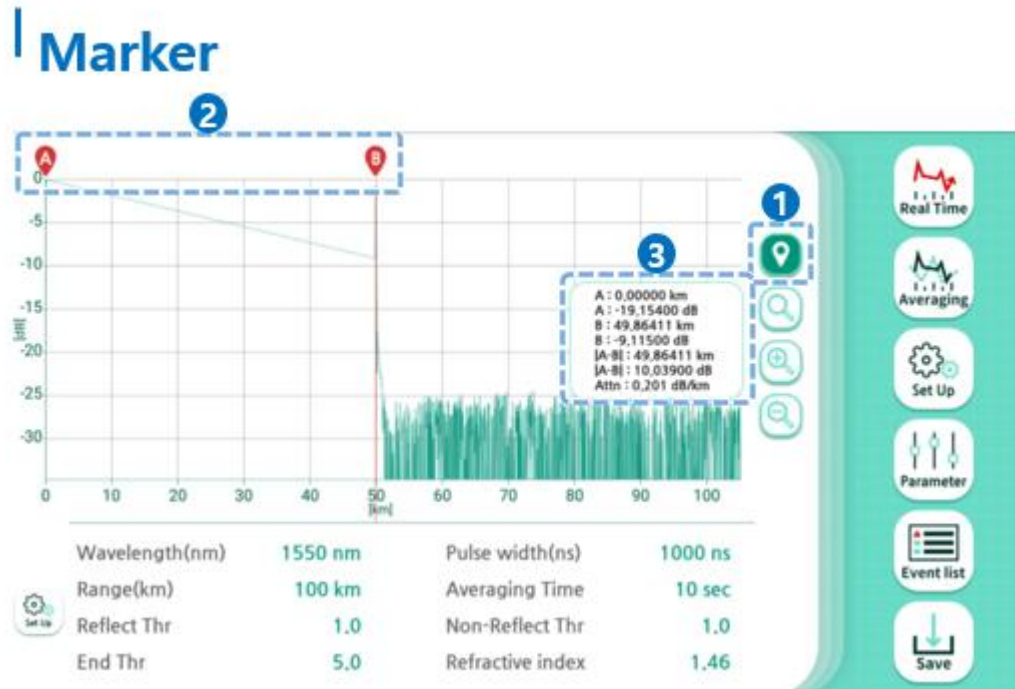 Marker
2
A
B
1
Real Time
0
-5
-10
-15
-20
-25
-30
[dB]
3
A : 0,00000 km
A : -19,15400 dB
B : 49,86411 km
B : -9,11500 dB
|A-B| : 49,86411 km
|A-B| : 10,03900 dB
Attn : 0,201 dB/km
Averaging
Set Up
Parameter
0 10 20 30 40 50 60 70 80 90 100
[km]
Wavelength(nm) 1550 nm Pulse width(ns) 1000 ns
Range(km) 100 km Averaging Time 10 sec
Set Up
Reflect Thr 1.0 Non-Reflect Thr 1.0
End Thr 5.0 Refractive index 1.46
Event list
Save